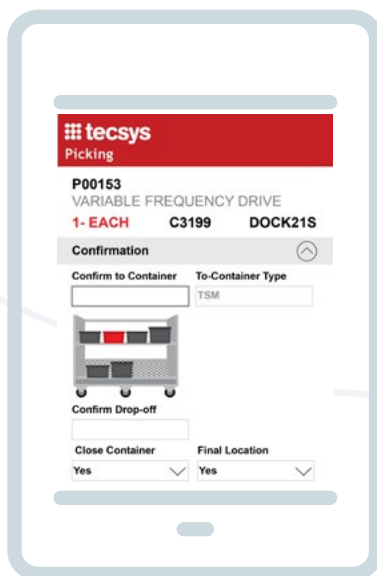 tecsys
Picking
P00153
VARIABLE FREQUENCY DRIVE
1- EACH C3199 DOCK21S
Confirmation
Confirm to Container To-Container Type
TSM
Confirm Drop-off
Close Container Final Location
Yes Yes